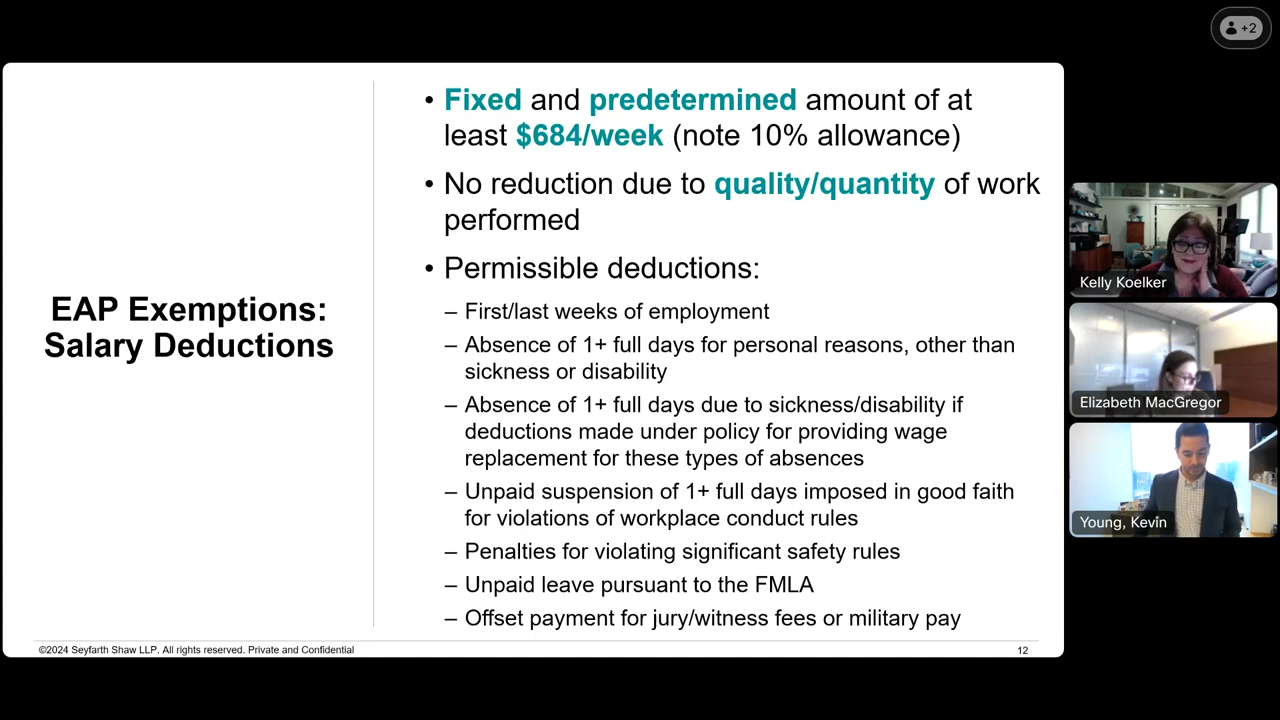 +2
EAP Exemptions:
Salary Deductions
• Fixed and predetermined amount of at
least $684/week (note 10% allowance)
• No reduction due to quality/quantity of work
performed
• Permissible deductions:
– First/last weeks of employment
– Absence of 1+ full days for personal reasons, other than
sickness or disability
– Absence of 1+ full days due to sickness/disability if
deductions made under policy for providing wage
replacement for these types of absences
– Unpaid suspension of 1+ full days imposed in good faith
for violations of workplace conduct rules
– Penalties for violating significant safety rules
– Unpaid leave pursuant to the FMLA
– Offset payment for jury/witness fees or military pay
©2024 Seyfarth Shaw LLP. All rights reserved. Private and Confidential
12
Kelly Koelker
Elizabeth MacGregor
Young, Kevin